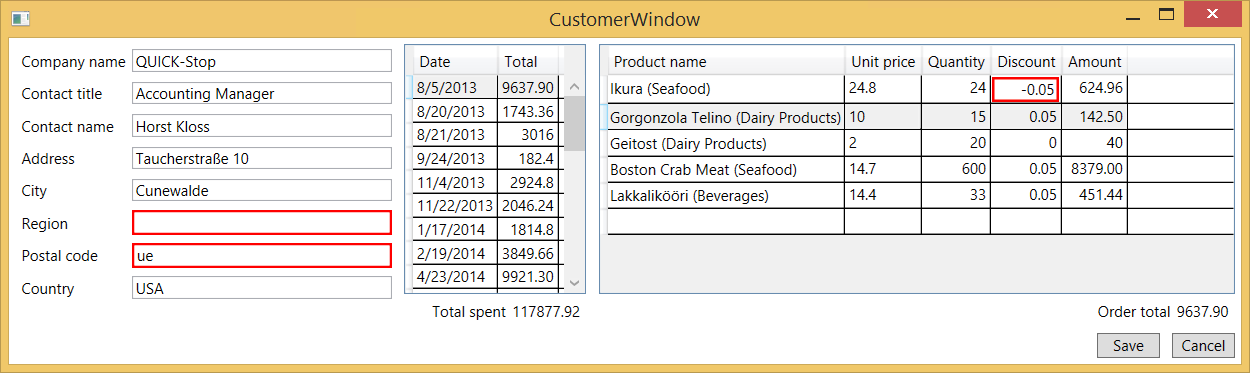 CustomerWindow
Company name QUICK-Stop
Contact title Accounting Manager
Contact name Horst Kloss
Address Taucherstraße 10
City Cunewalde
Region
Postal code ue
Country USA
Date Total
8/5/2013 9637.90
8/20/2013 1743.36
8/21/2013 3016
9/24/2013 182.4
11/4/2013 2924.8
11/22/2013 2046.24
1/17/2014 1814.8
2/19/2014 3849.66
4/23/2014 9921.30
Total spent 117877.92
Product name Unit price Quantity Discount Amount
Ikura (Seafood) 24.8 24 -0.05 624.96
Gorgonzola Telino (Dairy Products) 10 15 0.05 142.50
Geitost (Dairy Products) 2 20 0 40
Boston Crab Meat (Seafood) 14.7 600 0.05 8379.00
Lakkalikööri (Beverages) 14.4 33 0.05 451.44
Order total 9637.90
Save Cancel